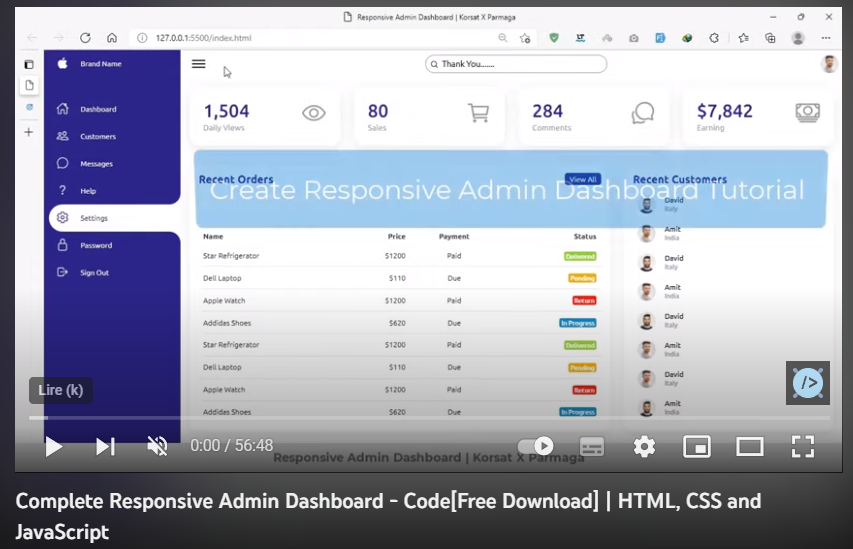 Responsive Admin Dashboard | Korsat X Parmaga
127.0.0.1:5500/index.html
Brand Name
Thank You......
Dashboard
Customers
Messages
Help
Settings
Password
Sign Out
1,504
Daily Views
80
Sales
284
Comments
$7,842
Earning
Recent Orders
View All
Recent Customers
Create Responsive Admin Dashboard Tutorial
Name Price Payment Status
Star Refrigerator $1200 Paid Delivered
Dell Laptop $110 Due Pending
Apple Watch $1200 Paid Return
Addidas Shoes $620 Due In Progress
Star Refrigerator $1200 Paid Delivered
Dell Laptop $110 Due Pending
Apple Watch $1200 Paid Return
Addidas Shoes $620 Due In Progress
David
Italy
Amit
India
David
Italy
Amit
India
David
Italy
Amit
India
David
Italy
Amit
India
Lire (k)
0:00 / 56:48
Responsive Admin Dashboard | Korsat X Parmaga
Complete Responsive Admin Dashboard - Code[Free Download] | HTML, CSS and
JavaScript